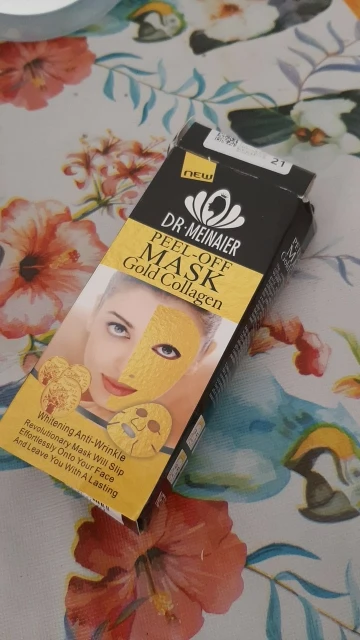 21
NEW
DR·MEINAIER
PEEL-OFF
MASK
Gold Collagen
Whitening Anti-Wrinkle
Revolutionary Mask Will Slip
Effortlessly Onto Your Face
And Leave You With A Lasting